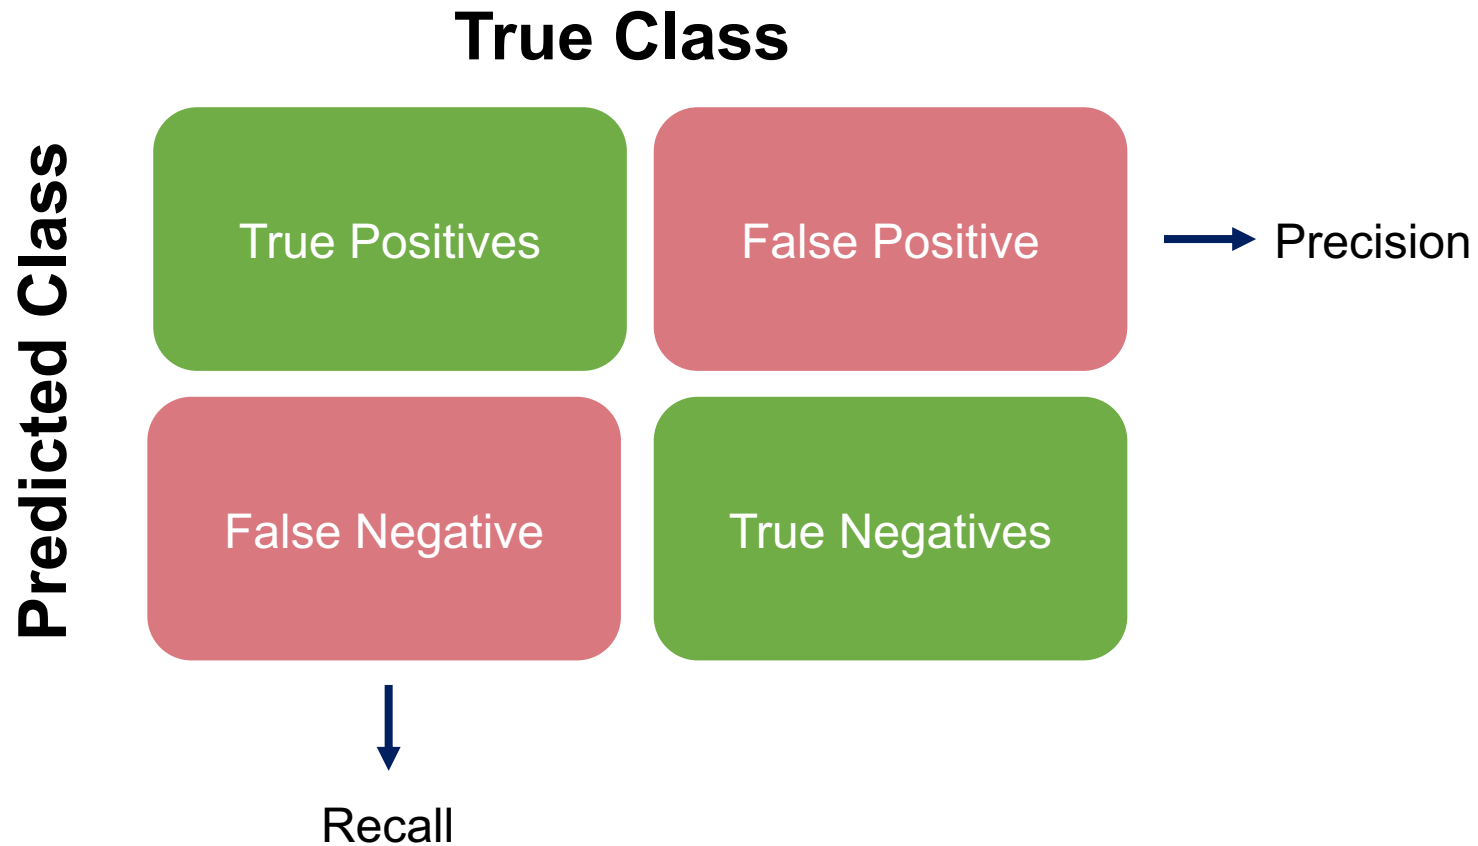 True Class
Predicted Class
True Positives
False Positive
Precision
False Negative
True Negatives
Recall